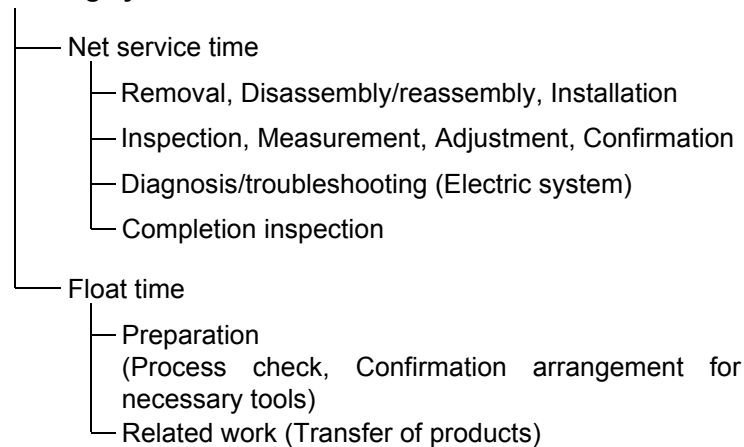 Net service time
Removal, Disassembly/reassembly, Installation
Inspection, Measurement, Adjustment, Confirmation
Diagnosis/troubleshooting (Electric system)
Completion inspection
Float time
Preparation
(Process check, Confirmation arrangement for
necessary tools)
Related work (Transfer of products)